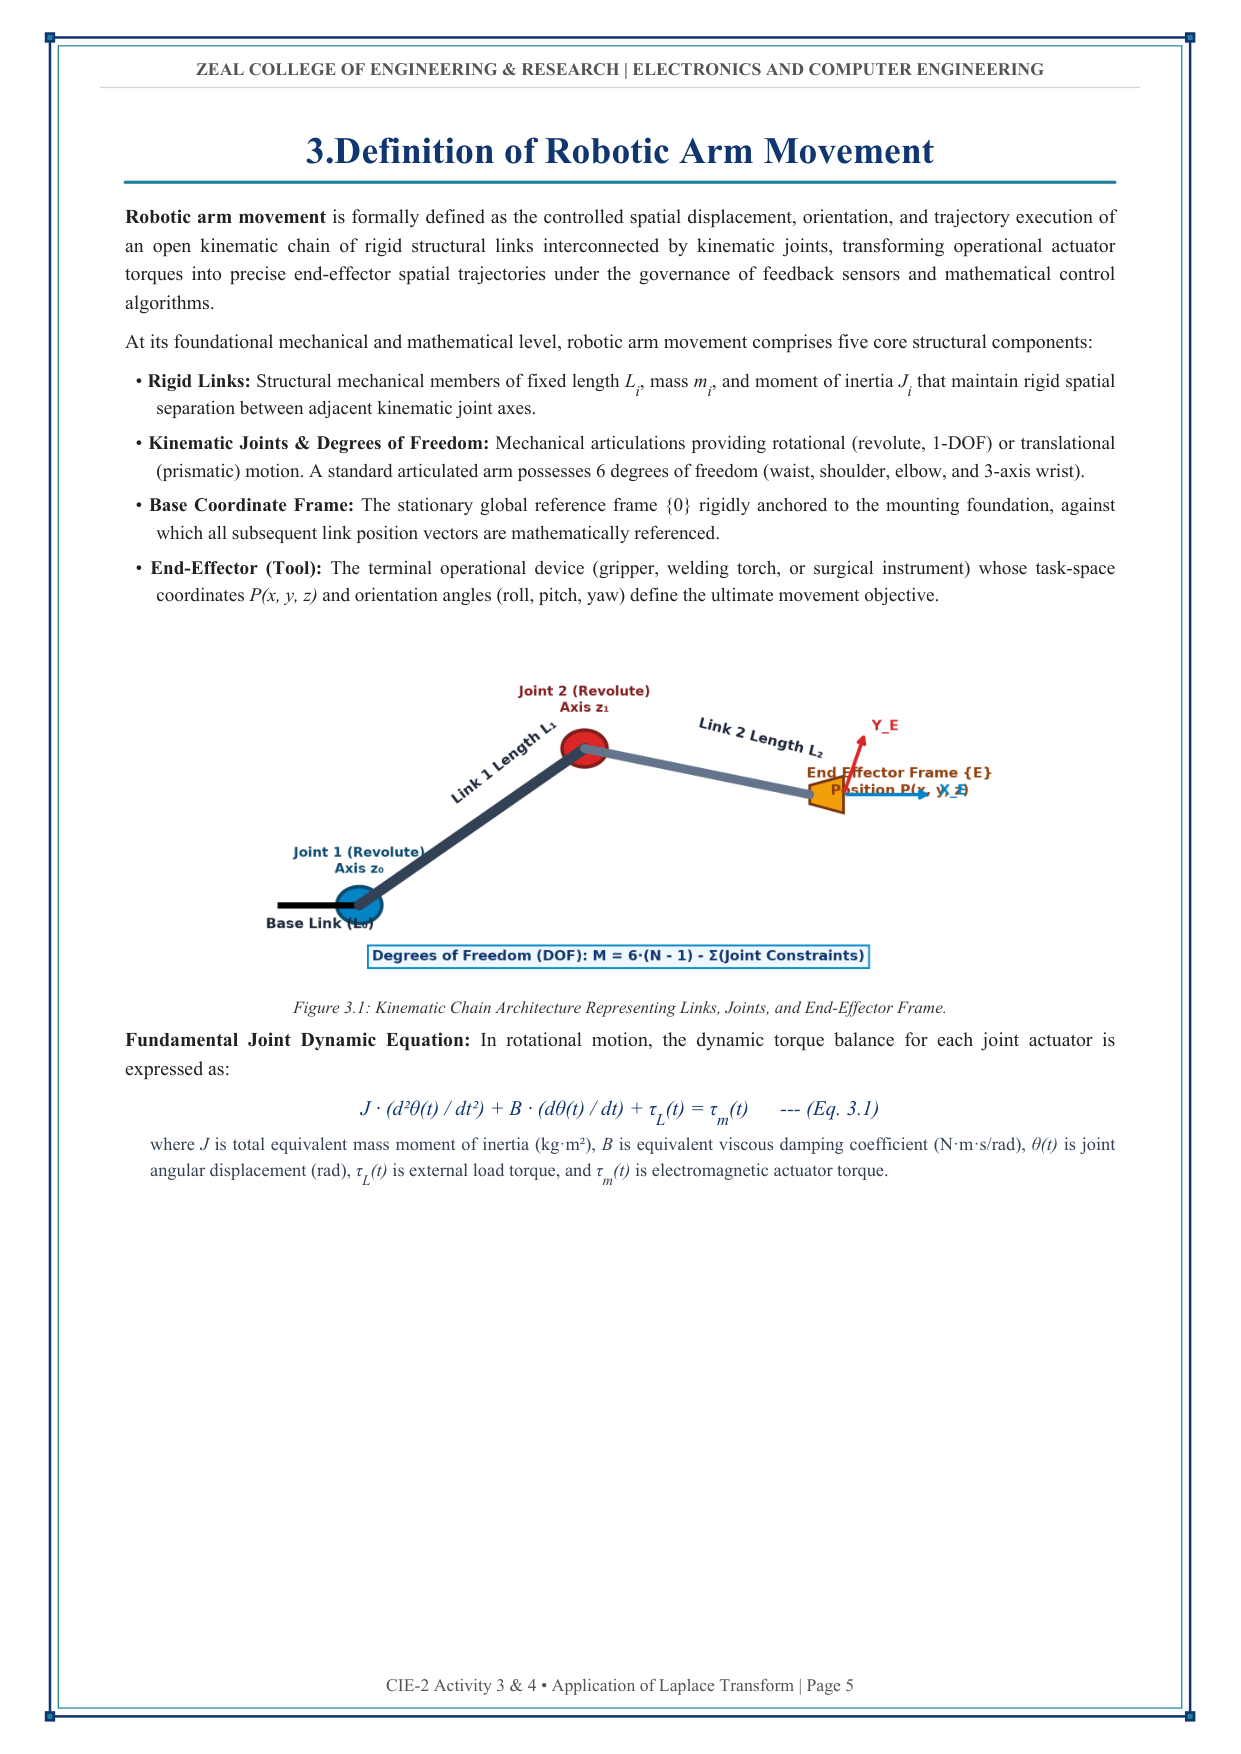 ZEAL COLLEGE OF ENGINEERING & RESEARCH | ELECTRONICS AND COMPUTER ENGINEERING
3.Definition of Robotic Arm Movement
Robotic arm movement is formally defined as the controlled spatial displacement, orientation, and trajectory execution of
an open kinematic chain of rigid structural links interconnected by kinematic joints, transforming operational actuator
torques into precise end-effector spatial trajectories under the governance of feedback sensors and mathematical control
algorithms.
At its foundational mechanical and mathematical level, robotic arm movement comprises five core structural components:
• Rigid Links: Structural mechanical members of fixed length L_i, mass m_i, and moment of inertia J_i that maintain rigid spatial
separation between adjacent kinematic joint axes.
• Kinematic Joints & Degrees of Freedom: Mechanical articulations providing rotational (revolute, 1-DOF) or translational
(prismatic) motion. A standard articulated arm possesses 6 degrees of freedom (waist, shoulder, elbow, and 3-axis wrist).
• Base Coordinate Frame: The stationary global reference frame {0} rigidly anchored to the mounting foundation, against
which all subsequent link position vectors are mathematically referenced.
• End-Effector (Tool): The terminal operational device (gripper, welding torch, or surgical instrument) whose task-space
coordinates P(x, y, z) and orientation angles (roll, pitch, yaw) define the ultimate movement objective.
Joint 2 (Revolute)
Axis z₁
Link 1 Length L₁
Link 2 Length L₂
Y_E
End Effector Frame {E}
Position P(x, y, z)
X_E
Joint 1 (Revolute)
Axis z₀
Base Link (L₀)
Degrees of Freedom (DOF): M = 6·(N - 1) - Σ(Joint Constraints)
Figure 3.1: Kinematic Chain Architecture Representing Links, Joints, and End-Effector Frame.
Fundamental Joint Dynamic Equation: In rotational motion, the dynamic torque balance for each joint actuator is
expressed as:
J · (d²θ(t) / dt²) + B · (dθ(t) / dt) + τ_L(t) = τ_m(t) --- (Eq. 3.1)
where J is total equivalent mass moment of inertia (kg·m²), B is equivalent viscous damping coefficient (N·m·s/rad), θ(t) is joint
angular displacement (rad), τ_L(t) is external load torque, and τ_m(t) is electromagnetic actuator torque.
CIE-2 Activity 3 & 4 • Application of Laplace Transform | Page 5